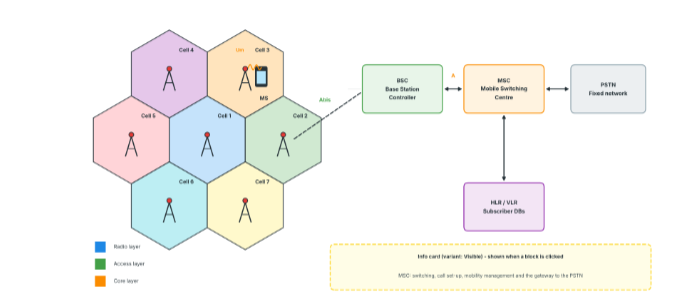 Cell 4
Um
Cell 3
MS
Cell 5
Cell 1
Cell 2
Abis
Cell 6
Cell 7
BSC
Base Station
Controller
A
MSC
Mobile Switching
Centre
PSTN
Fixed network
HLR / VLR
Subscriber DBs
Radio layer
Access layer
Core layer
Info card (variant: Visible) - shown when a block is clicked
MSC: switching, call set-up, mobility management and the gateway to the PSTN